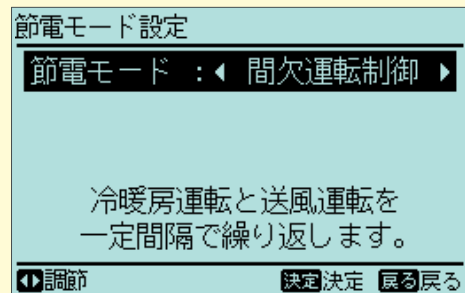 節電モード設定
節電モード :◀ 間欠運転制御 ▶
冷暖房運転と送風運転を
一定間隔で繰り返します。
◀▶調節 決定決定 戻る戻る